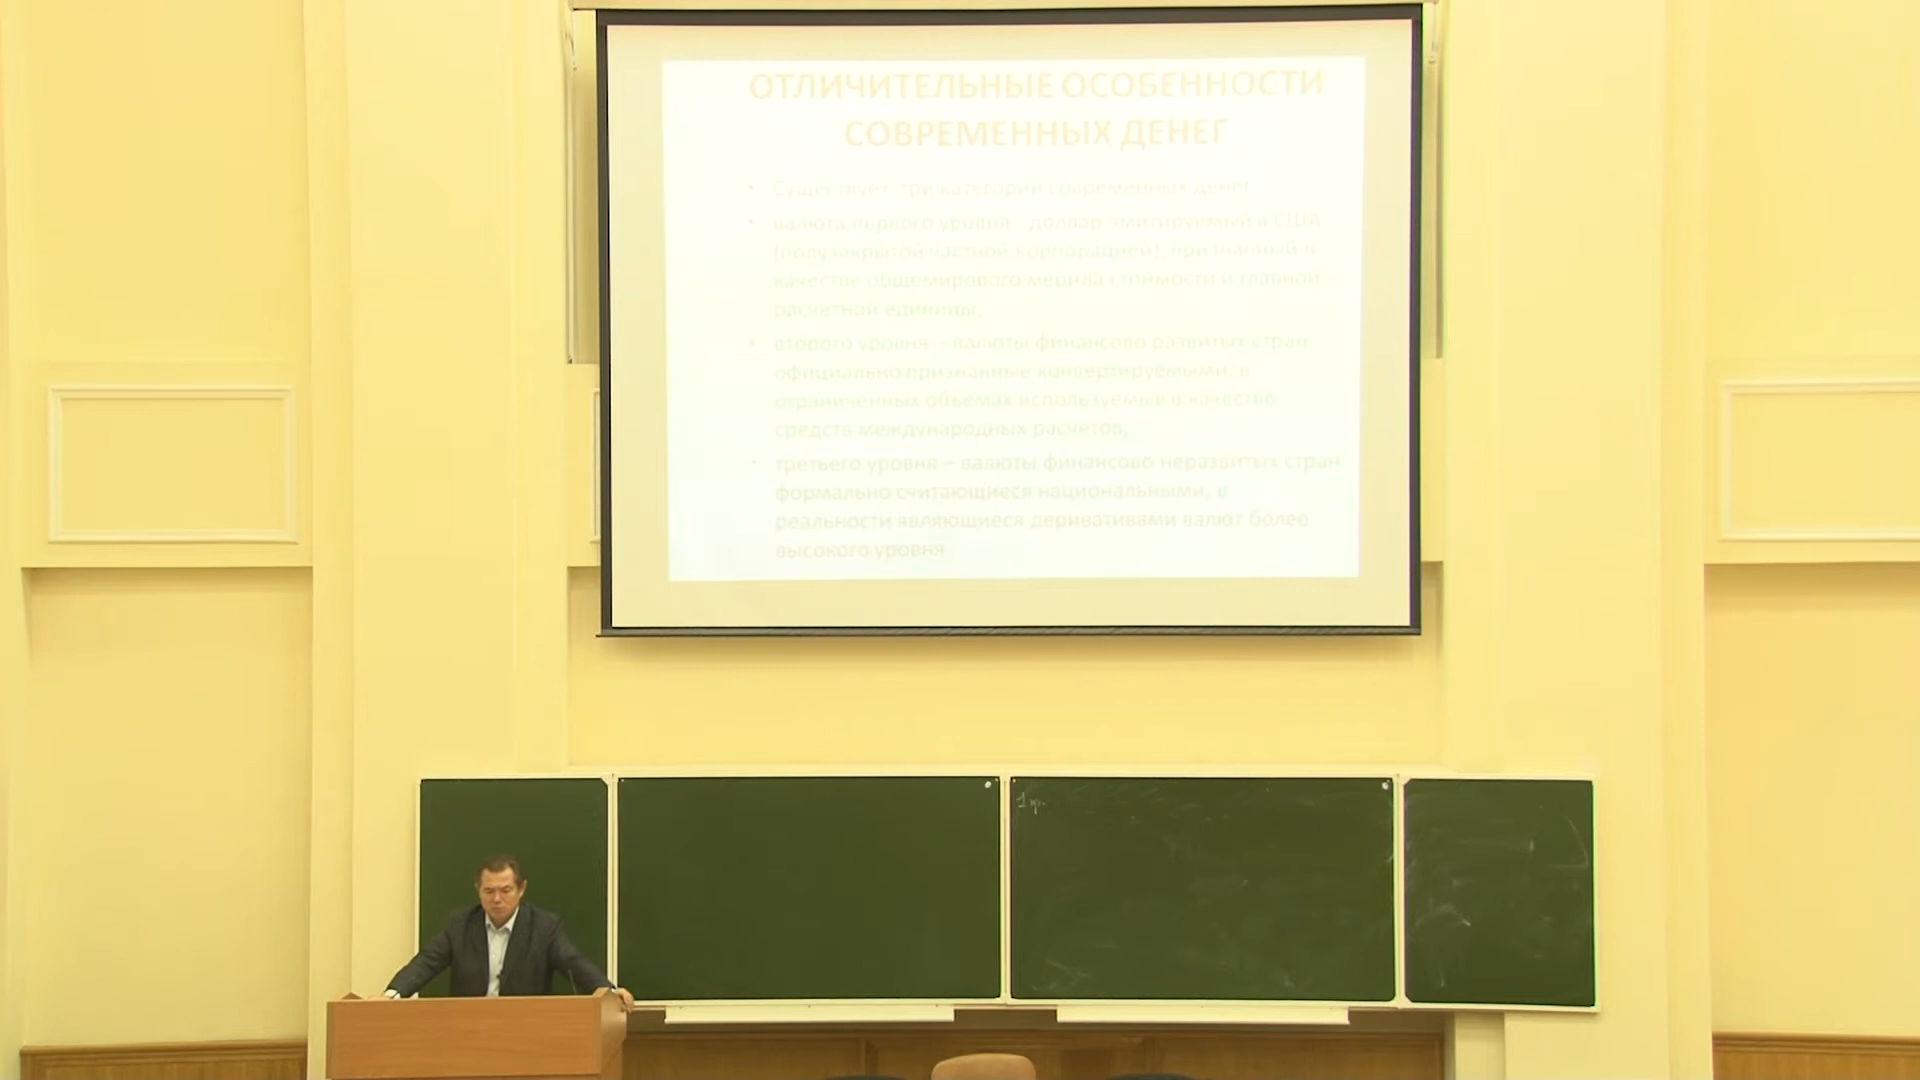 ОТЛИЧИТЕЛЬНЫЕ ОСОБЕННОСТИ
СОВРЕМЕННЫХ ДЕНЕГ
• Существует три категории современных денег
• валюта первого уровня - доллар эмитируемый в США
(полузакрытой частной корпорацией), признанный в
качестве общемирового мерила стоимости и главной
расчетной единицы;
• второго уровня – валюты финансово развитых стран
официально признанные конвертируемыми, в
ограниченных объемах используемые в качестве
средств международных расчетов;
• третьего уровня – валюты финансово неразвитых стран
формально считающиеся национальными, в
реальности являющиеся деривативами валют более
высокого уровня